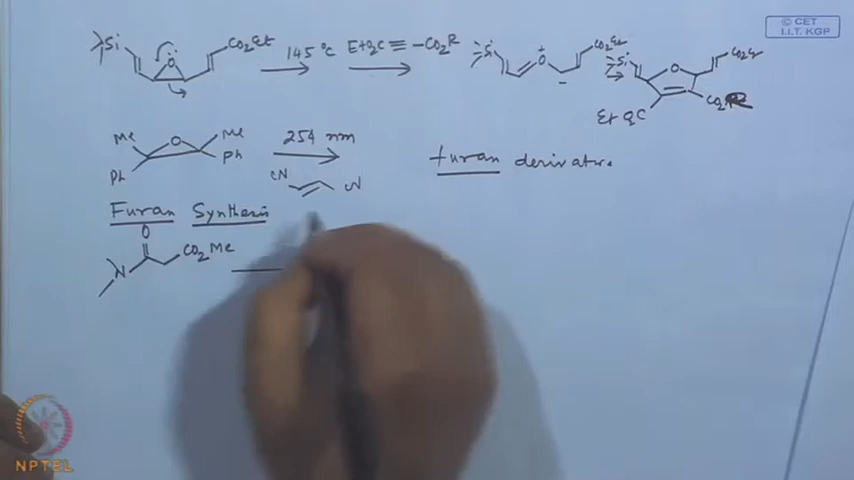 © CET
I.I.T. KGP
Si CO2Et 145 °C EtO2C ≡ -CO2R Si O+ CO2Et Si O CO2Et
O
EtO2C CO2R
Me O Me 254 nm
Ph Ph
CN CN
furan derivative.
Furan Synthesis
O
N CO2Me
NPTEL